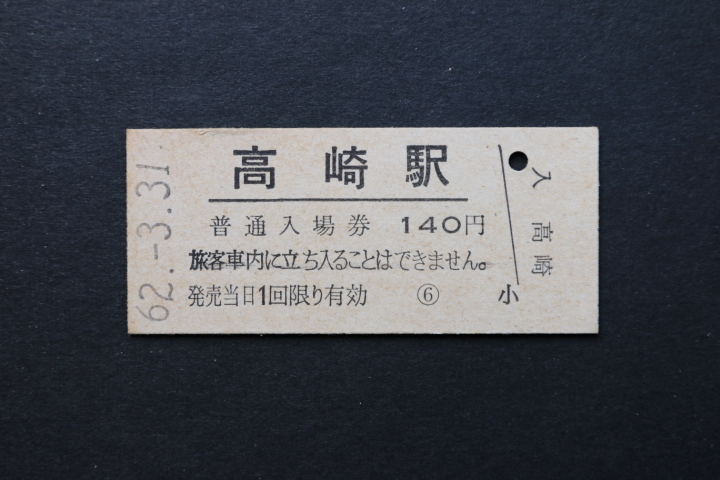 高崎駅
普通入場券 140円
旅客車内に立ち入ることはできません。
発売当日1回限り有効 ⑥ 小
62.-3.31.
入 高崎